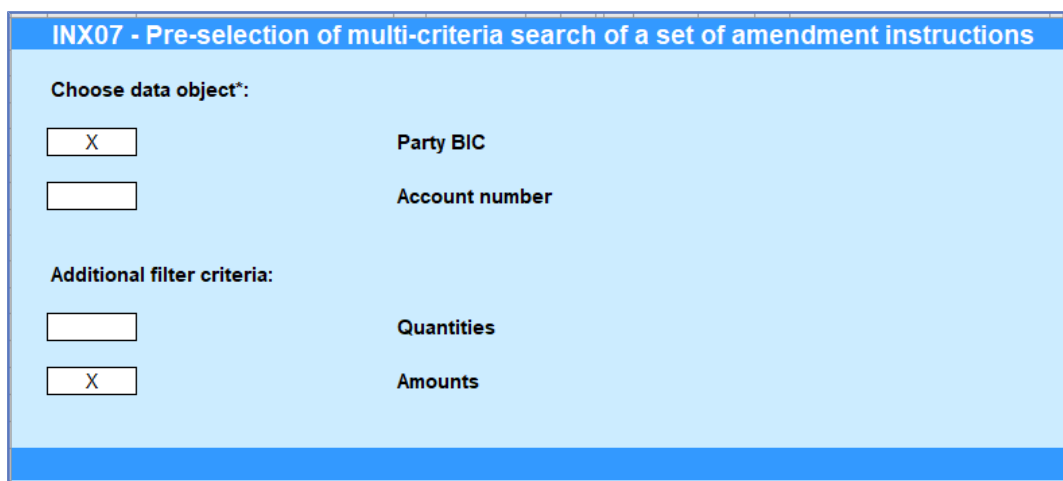 INX07 - Pre-selection of multi-criteria search of a set of amendment instructions
Choose data object*:
X Party BIC
Account number
Additional filter criteria:
Quantities
X Amounts